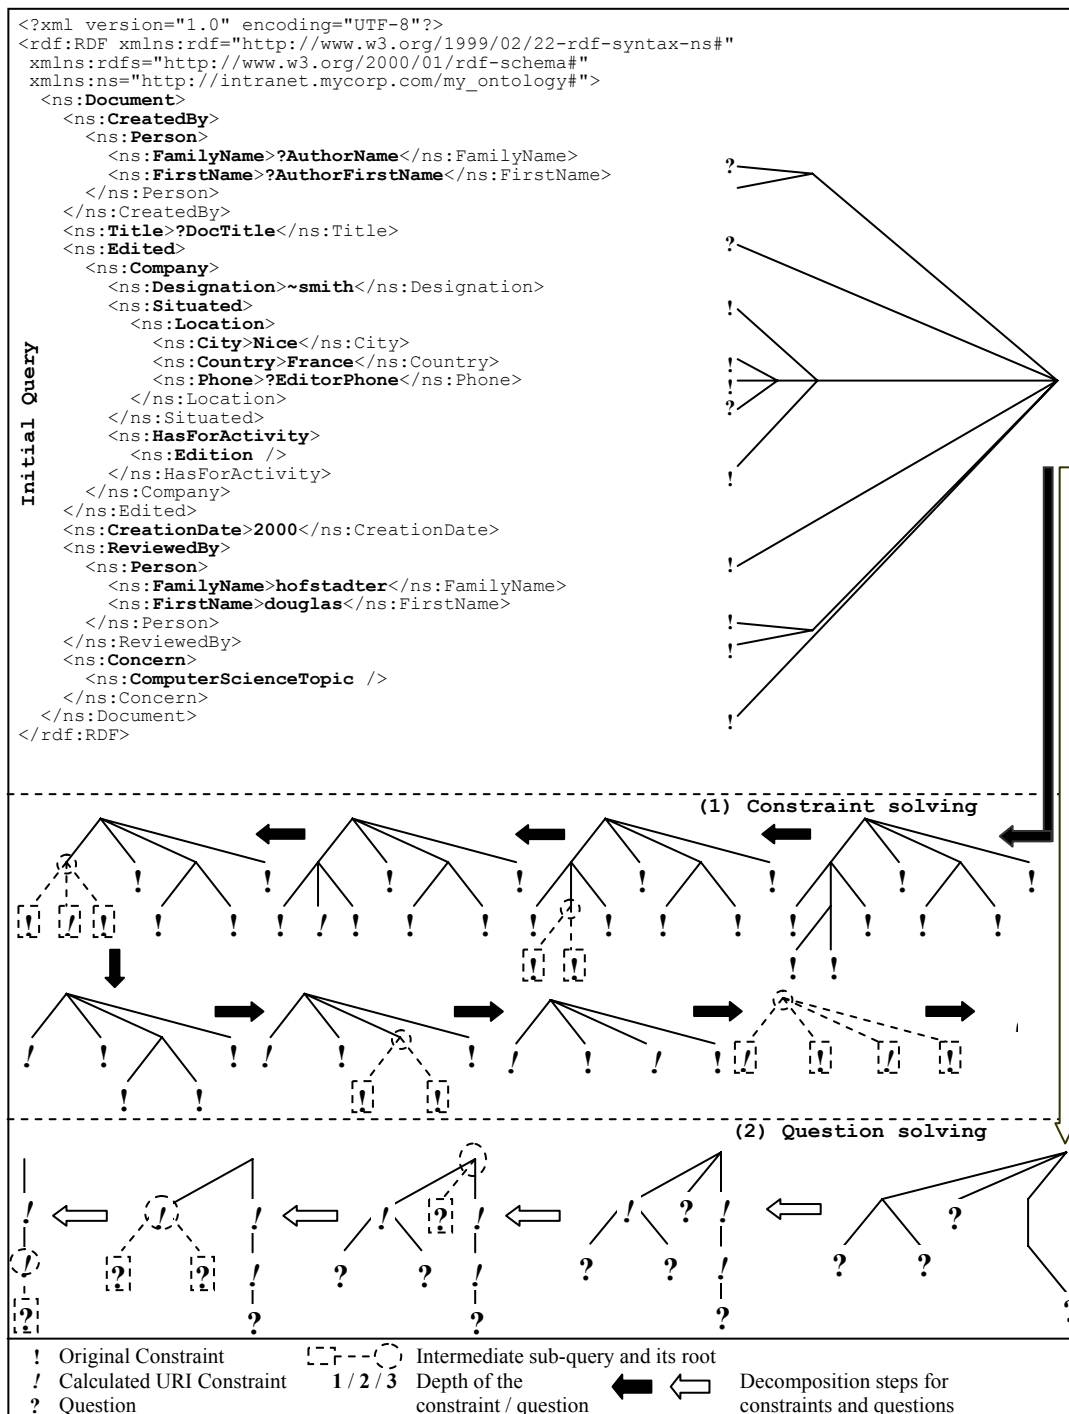 <?xml version="1.0" encoding="UTF-8"?>
<rdf:RDF xmlns:rdf="http://www.w3.org/1999/02/22-rdf-syntax-ns#"
xmlns:rdfs="http://www.w3.org/2000/01/rdf-schema#"
xmlns:ns="http://intranet.mycorp.com/my_ontology#">
<ns:Document>
<ns:CreatedBy>
<ns:Person>
<ns:FamilyName>?AuthorName</ns:FamilyName>
<ns:FirstName>?AuthorFirstName</ns:FirstName>
</ns:Person>
</ns:CreatedBy>
<ns:Title>?DocTitle</ns:Title>
<ns:Edited>
<ns:Company>
<ns:Designation>~smith</ns:Designation>
<ns:Situated>
<ns:Location>
<ns:City>Nice</ns:City>
<ns:Country>France</ns:Country>
<ns:Phone>?EditorPhone</ns:Phone>
</ns:Location>
</ns:Situated>
<ns:HasForActivity>
<ns:Edition />
</ns:HasForActivity>
</ns:Company>
</ns:Edited>
<ns:CreationDate>2000</ns:CreationDate>
<ns:ReviewedBy>
<ns:Person>
<ns:FamilyName>hofstadter</ns:FamilyName>
<ns:FirstName>douglas</ns:FirstName>
</ns:Person>
</ns:ReviewedBy>
<ns:Concern>
<ns:ComputerScienceTopic />
</ns:Concern>
</ns:Document>
</rdf:RDF>
Initial Query
?
?
!
!
!
?
!
!
!
!
!
(1) Constraint solving
! ! ! ! ! ! ! !
! ! ! ! ! ! ! ! ! ! ! ! ! ! ! ! !
! ! ! !
! ! ! ! ! ! ! ! ! ! ! ! ! !
! ! ! !
(2) Question solving
! ! ! ! ? ! ! ? ! ?
! ? ? ! ? ? ! ? ? ! ? ?
? ? ? ? ?
! Original Constraint
Intermediate sub-query and its root
! Calculated URI Constraint
1 / 2 / 3 Depth of the
constraint / question
Decomposition steps for
constraints and questions
? Question